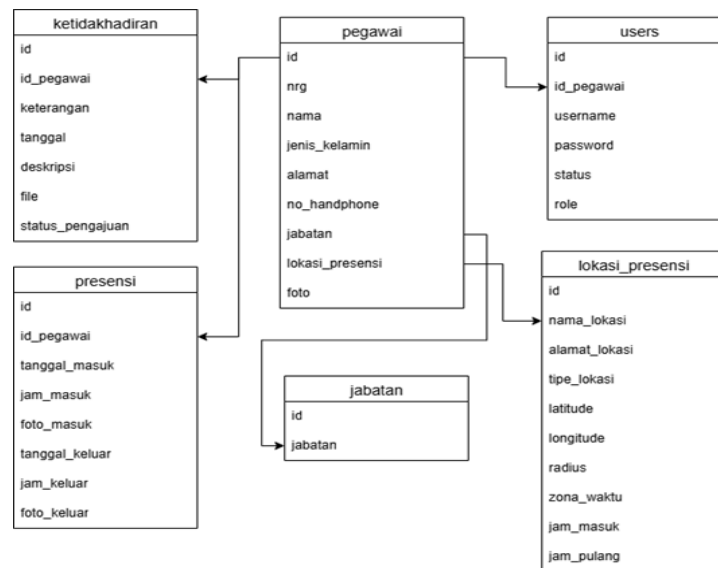 ketidakhadiran
id
id_pegawai
keterangan
tanggal
deskripsi
file
status_pengajuan
pegawai
id
nrg
nama
jenis_kelamin
alamat
no_handphone
jabatan
lokasi_presensi
foto
users
id
id_pegawai
username
password
status
role
presensi
id
id_pegawai
tanggal_masuk
jam_masuk
foto_masuk
tanggal_keluar
jam_keluar
foto_keluar
jabatan
id
jabatan
lokasi_presensi
id
nama_lokasi
alamat_lokasi
tipe_lokasi
latitude
longitude
radius
zona_waktu
jam_masuk
jam_pulang